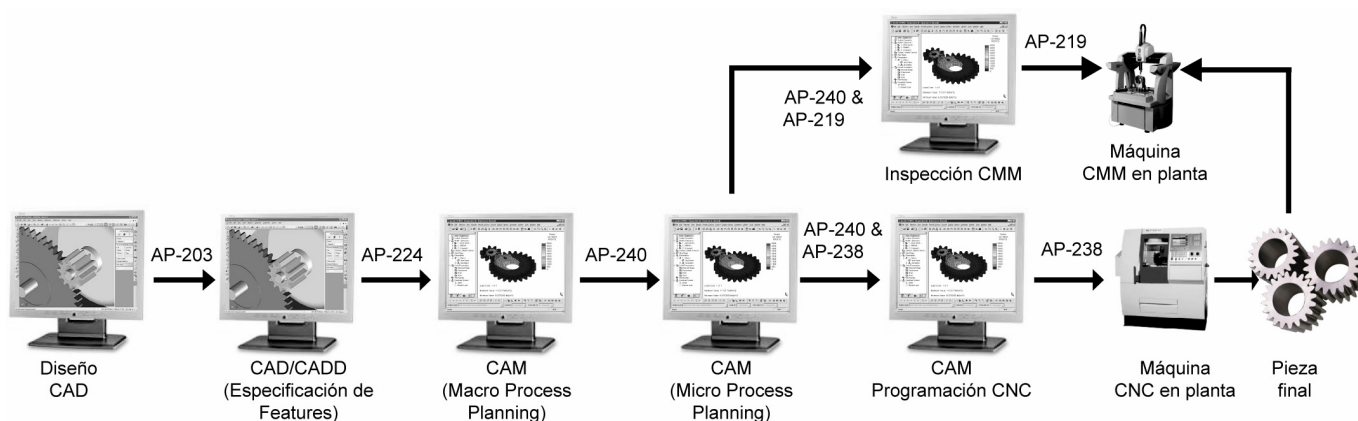 AP-219
AP-240 &
AP-219
Inspección CMM
Máquina
CMM en planta
AP-203
AP-224
AP-240
AP-240 &
AP-238
AP-238
Diseño
CAD
CAD/CADD
(Especificación de
Features)
CAM
(Macro Process
Planning)
CAM
(Micro Process
Planning)
CAM
Programación CNC
Máquina
CNC en planta
Pieza
final